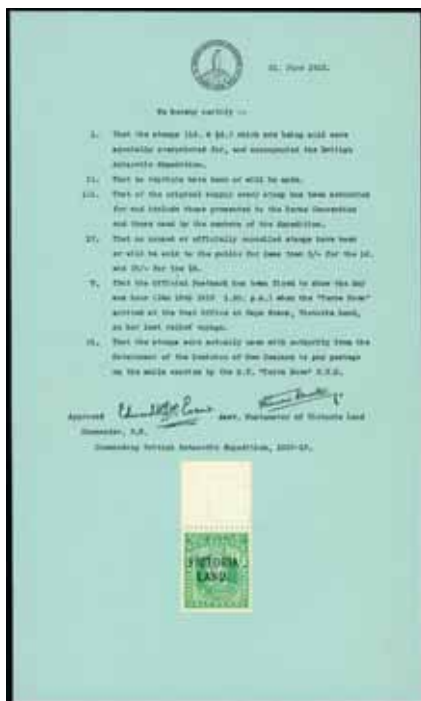 21. June 1913.
We hereby certify :-
I. That the stamps (1d. & ½d.) which are being sold were
specially overprinted for, and accompanied the British
Antarctic Expedition.
II. That no reprints have been or will be made.
III. That of the original supply every stamp has been accounted
for and include those presented to the Terra
and those used by the members of the Expedition.
IV. That no unused or officially cancelled stamps have been
or will be sold to the public for less than 5/- for the 1d.
and for the ½d.
V. That the Official Postmark has been fixed to show the day
and hour (Jan 18th 1913 p.m.) when the "Terra Nova"
arrived at the Post Office at Cape Evans, Victoria Land,
on her last relief voyage.
VI. That the stamps were actually used with authority from the
Government of the Dominion of New Zealand to pay postage
on the mails carried by the S.Y. "Terra Nova" R.Y.S.
Approved Edward R.G.R. Evans Asst. Postmaster of Victoria Land
Commander, R.N.
Commanding British Antarctic Expedition, 1910-13.
VICTORIA
LAND.